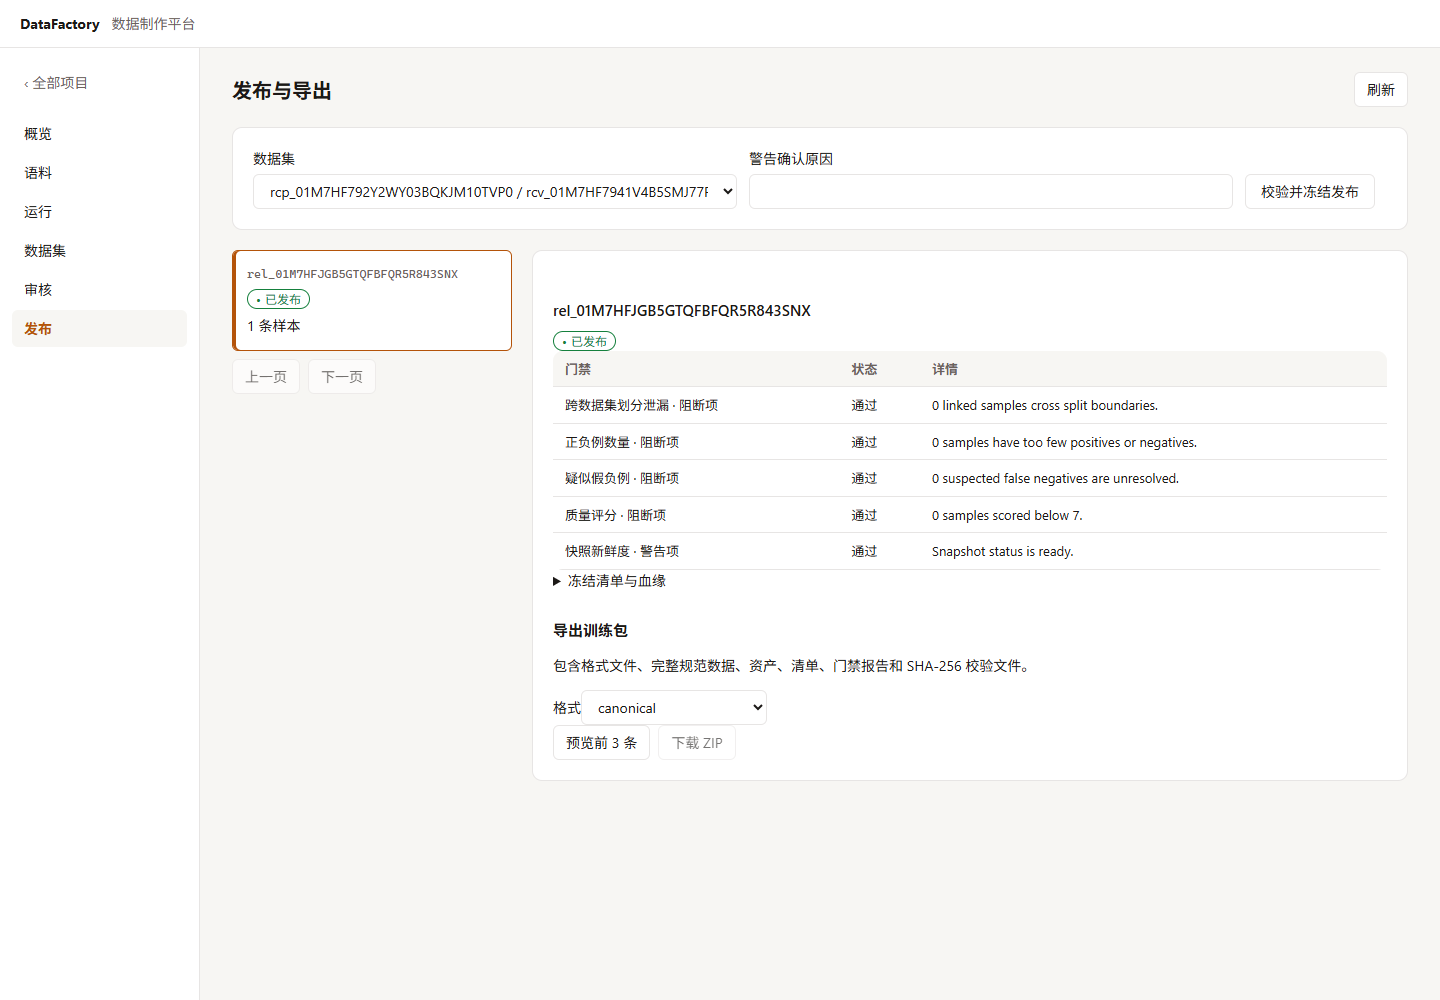 DataFactory 数据制作平台
‹ 全部项目
概览
语料
运行
数据集
审核
发布
发布与导出
刷新
数据集
警告确认原因
rcp_01M7HF792Y2WY03BQKJM10TVP0 / rcv_01M7HF7941V4B5SMJ77F
校验并冻结发布
rel_01M7HFJGB5GTQFBFQR5R843SNX
• 已发布
1 条样本
上一页 下一页
rel_01M7HFJGB5GTQFBFQR5R843SNX
• 已发布
门禁 状态 详情
跨数据集划分泄漏 · 阻断项 通过 0 linked samples cross split boundaries.
正负例数量 · 阻断项 通过 0 samples have too few positives or negatives.
疑似假负例 · 阻断项 通过 0 suspected false negatives are unresolved.
质量评分 · 阻断项 通过 0 samples scored below 7.
快照新鲜度 · 警告项 通过 Snapshot status is ready.
▶ 冻结清单与血缘
导出训练包
包含格式文件、完整规范数据、资产、清单、门禁报告和 SHA-256 校验文件。
格式 canonical
预览前 3 条 下载 ZIP